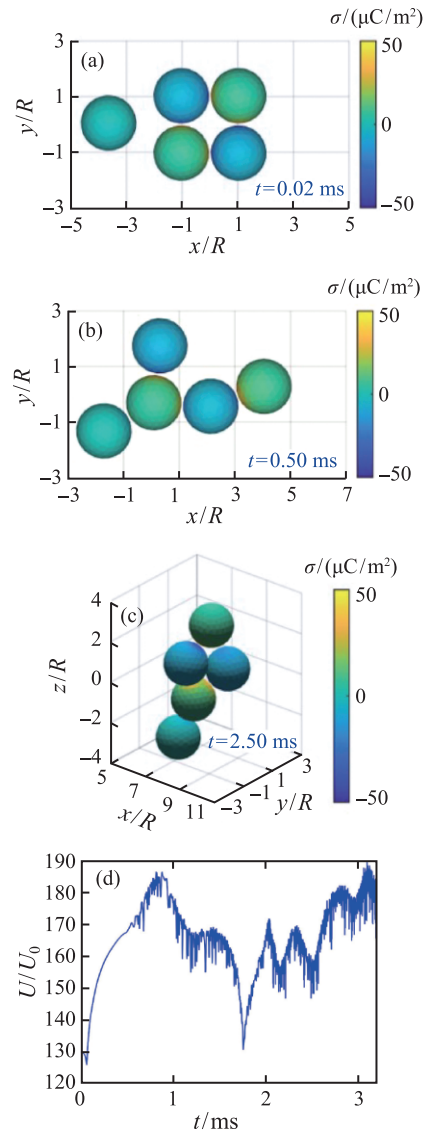 σ/(μC/m²)
(a)
3
1
−1
−3
y/R
−5 −3 −1 1 3 5
x/R
t=0.02 ms
50
0
−50
σ/(μC/m²)
(b)
3
1
−1
−3
y/R
−3 −1 1 3 5 7
x/R
t=0.50 ms
50
0
−50
σ/(μC/m²)
(c)
4
2
0
−2
−4
z/R
5 7 9 11
x/R
−3 −1 1 3
y/R
t=2.50 ms
50
0
−50
(d)
190
180
170
160
150
140
130
120
U/U₀
0 1 2 3
t/ms